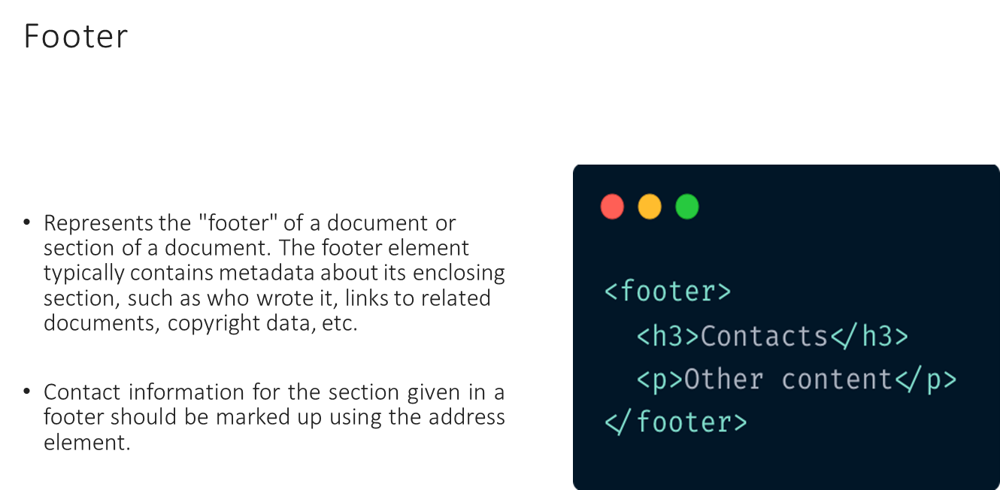 Footer
• Represents the "footer" of a document or
section of a document. The footer element
typically contains metadata about its enclosing
section, such as who wrote it, links to related
documents, copyright data, etc.
• Contact information for the section given in a
footer should be marked up using the address
element.
<footer>
<h3>Contacts</h3>
<p>Other content</p>
</footer>